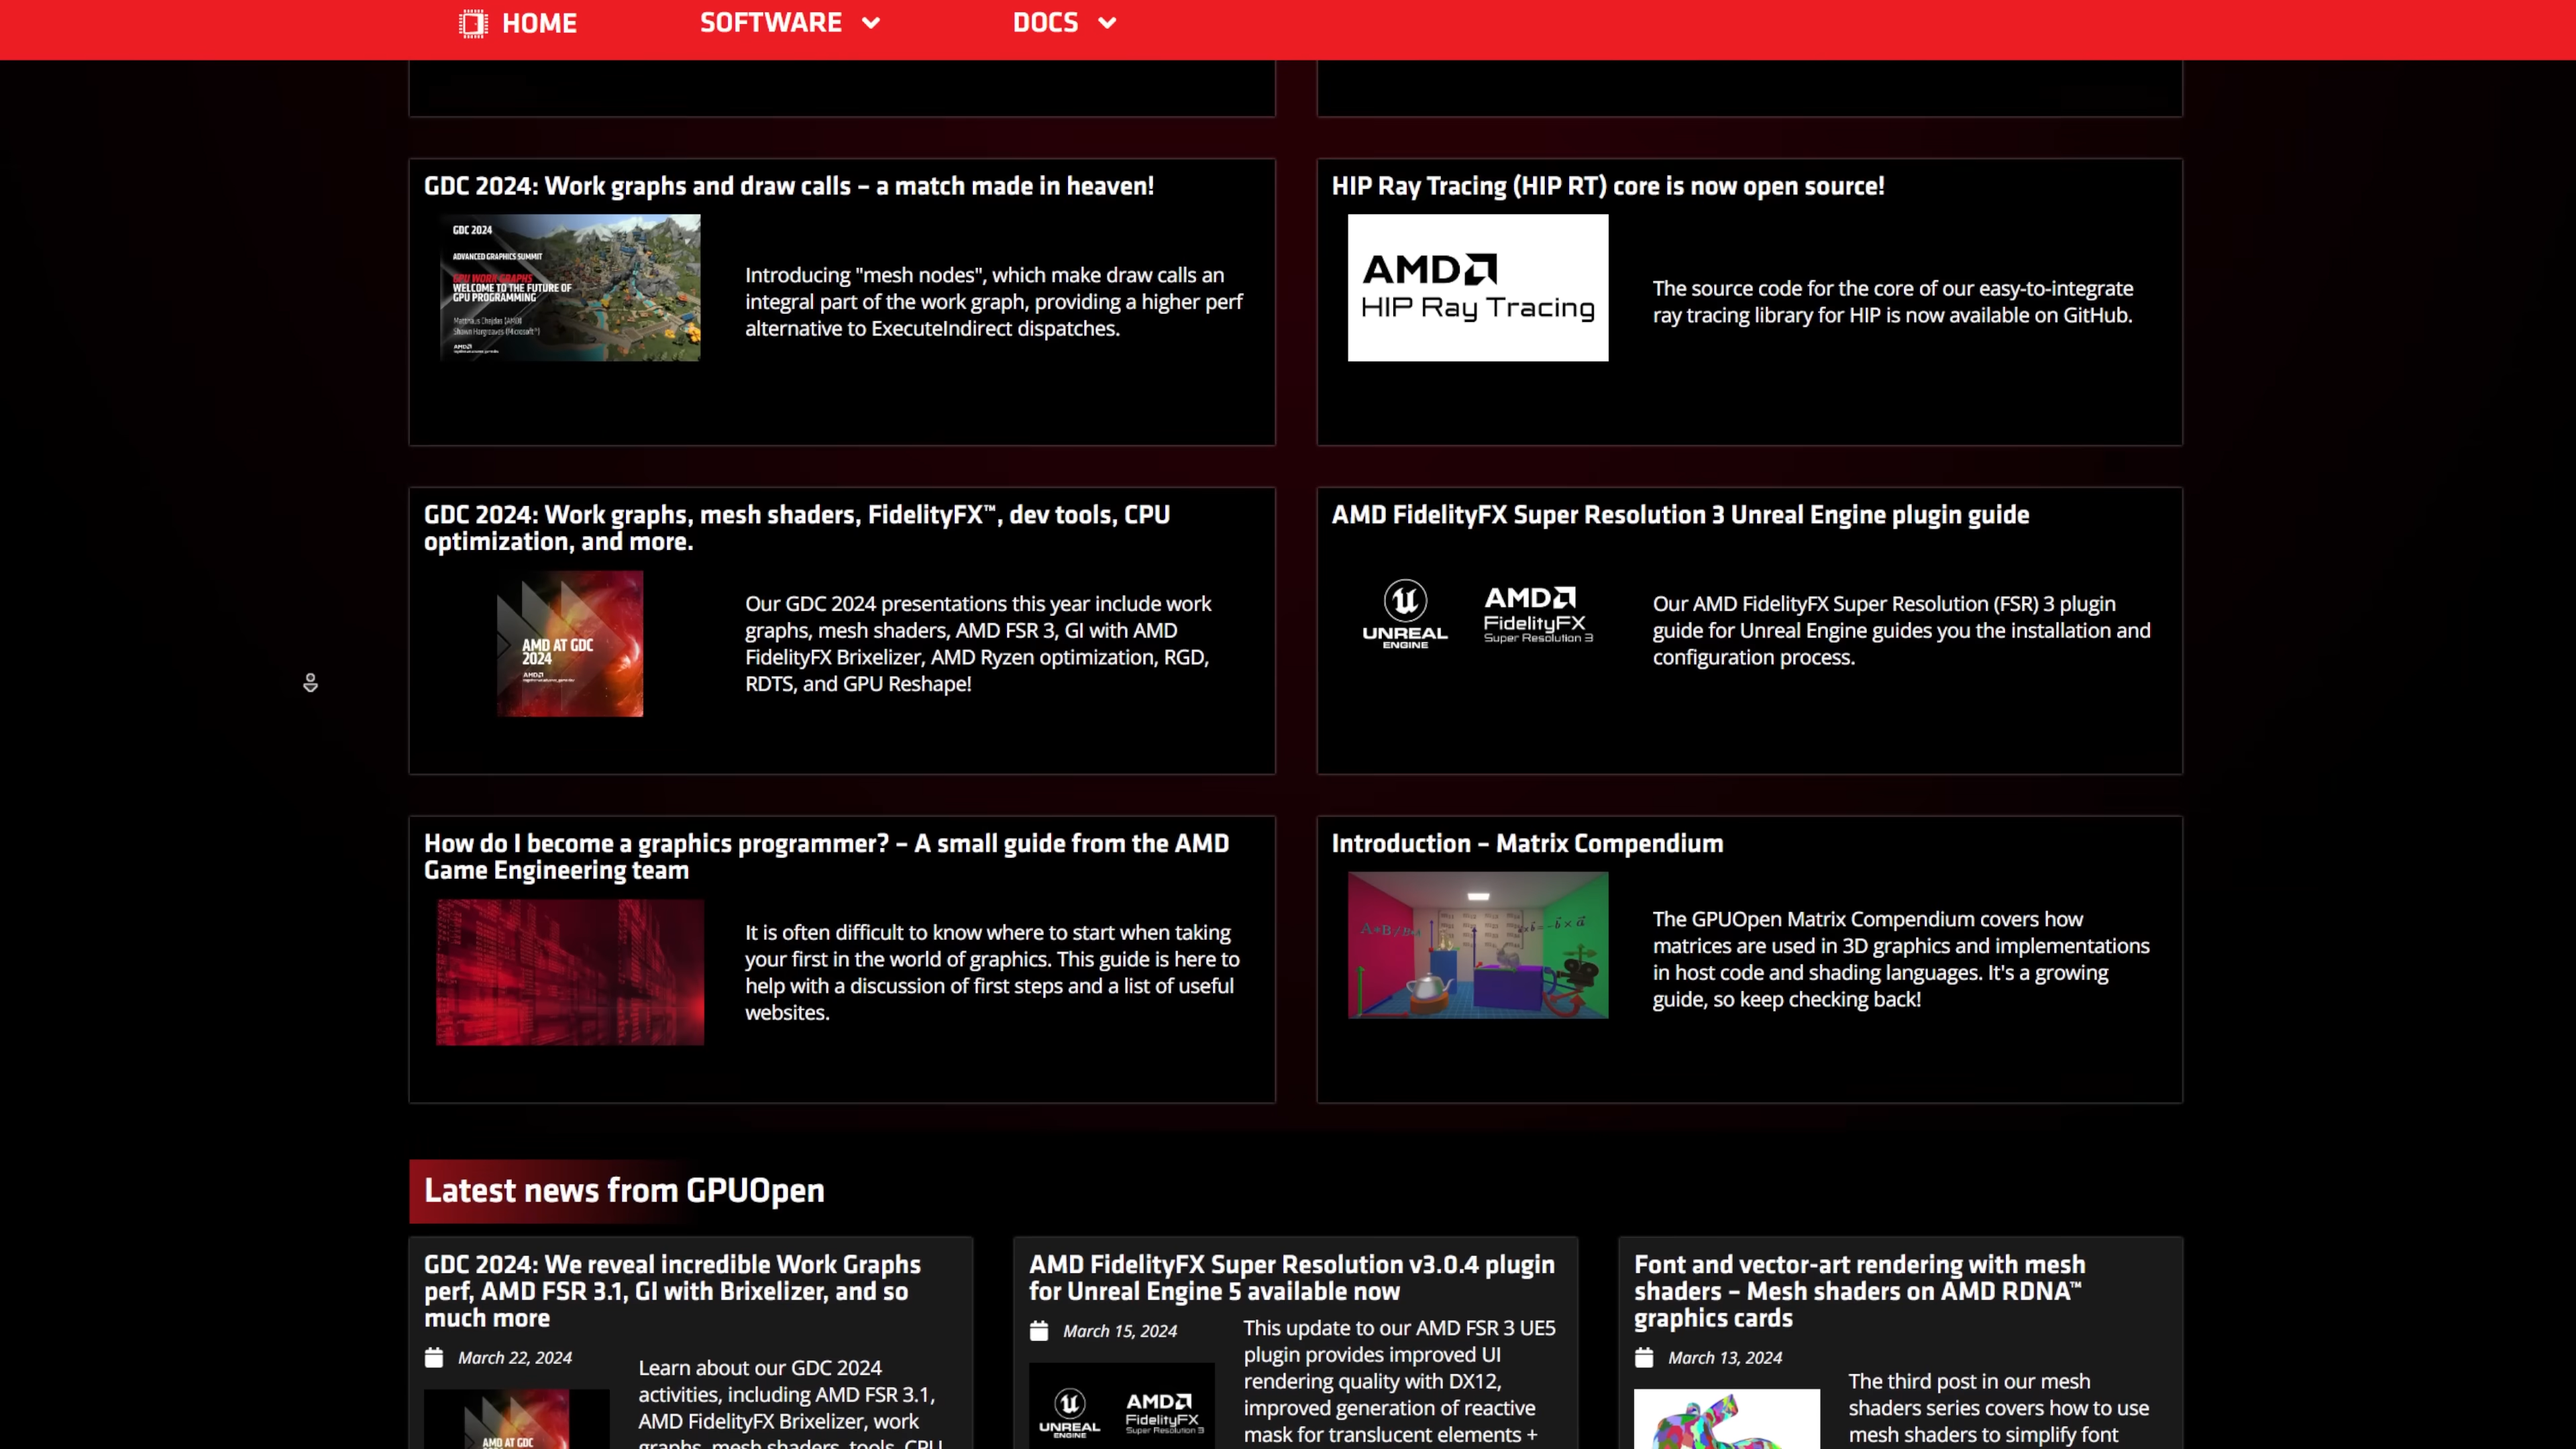 HOME
SOFTWARE
DOCS
GDC 2024: Work graphs and draw calls – a match made in heaven!
GDC 2024
ADVANCED GRAPHICS SUMMIT
GPU WORK GRAPHS
WELCOME TO THE FUTURE OF
GPU PROGRAMMING
AMD
Introducing "mesh nodes", which make draw calls an
integral part of the work graph, providing a higher perf
alternative to ExecuteIndirect dispatches.
HIP Ray Tracing (HIP RT) core is now open source!
AMD
HIP Ray Tracing
The source code for the core of our easy-to-integrate
ray tracing library for HIP is now available on GitHub.
GDC 2024: Work graphs, mesh shaders, FidelityFX™, dev tools, CPU
optimization, and more.
AMD AT GDC
2024
AMD
Our GDC 2024 presentations this year include work
graphs, mesh shaders, AMD FSR 3, GI with AMD
FidelityFX Brixelizer, AMD Ryzen optimization, RGD,
RDTS, and GPU Reshape!
AMD FidelityFX Super Resolution 3 Unreal Engine plugin guide
UNREAL
ENGINE
AMD
FidelityFX
Super Resolution 3
Our AMD FidelityFX Super Resolution (FSR) 3 plugin
guide for Unreal Engine guides you the installation and
configuration process.
How do I become a graphics programmer? – A small guide from the AMD
Game Engineering team
It is often difficult to know where to start when taking
your first in the world of graphics. This guide is here to
help with a discussion of first steps and a list of useful
websites.
Introduction – Matrix Compendium
The GPUOpen Matrix Compendium covers how
matrices are used in 3D graphics and implementations
in host code and shading languages. It's a growing
guide, so keep checking back!
Latest news from GPUOpen
GDC 2024: We reveal incredible Work Graphs
perf, AMD FSR 3.1, GI with Brixelizer, and so
much more
March 22, 2024
AMD AT GDC
Learn about our GDC 2024
activities, including AMD FSR 3.1,
AMD FidelityFX Brixelizer, work
graphs, mesh shaders, tools, CPU
AMD FidelityFX Super Resolution v3.0.4 plugin
for Unreal Engine 5 available now
March 15, 2024
UNREAL
ENGINE
AMD
FidelityFX
Super Resolution 3
This update to our AMD FSR 3 UE5
plugin provides improved UI
rendering quality with DX12,
improved generation of reactive
mask for translucent elements +
Font and vector-art rendering with mesh
shaders – Mesh shaders on AMD RDNA™
graphics cards
March 13, 2024
The third post in our mesh
shaders series covers how to use
mesh shaders to simplify font